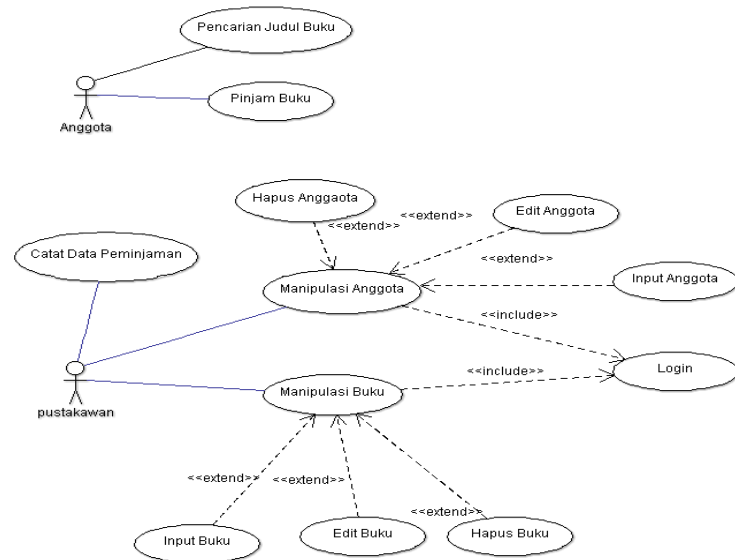 Pencarian Judul Buku
Pinjam Buku
Anggota
Hapus Anggaota
<<extend>>
<<extend>>
Edit Anggota
Catat Data Peminjaman
<<extend>>
Manipulasi Anggota
Input Anggota
<<include>>
Login
<<include>>
Manipulasi Buku
pustakawan
<<extend>>
<<extend>>
<<extend>>
Input Buku
Edit Buku
Hapus Buku